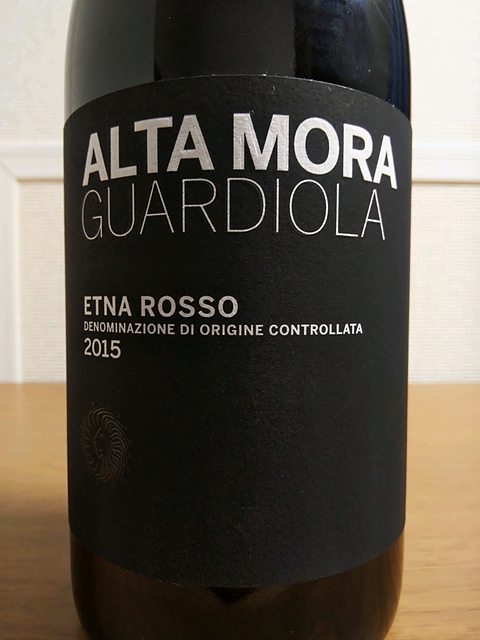 ALTA MORA
GUARDIOLA
ETNA ROSSO
DENOMINAZIONE DI ORIGINE CONTROLLATA
2015